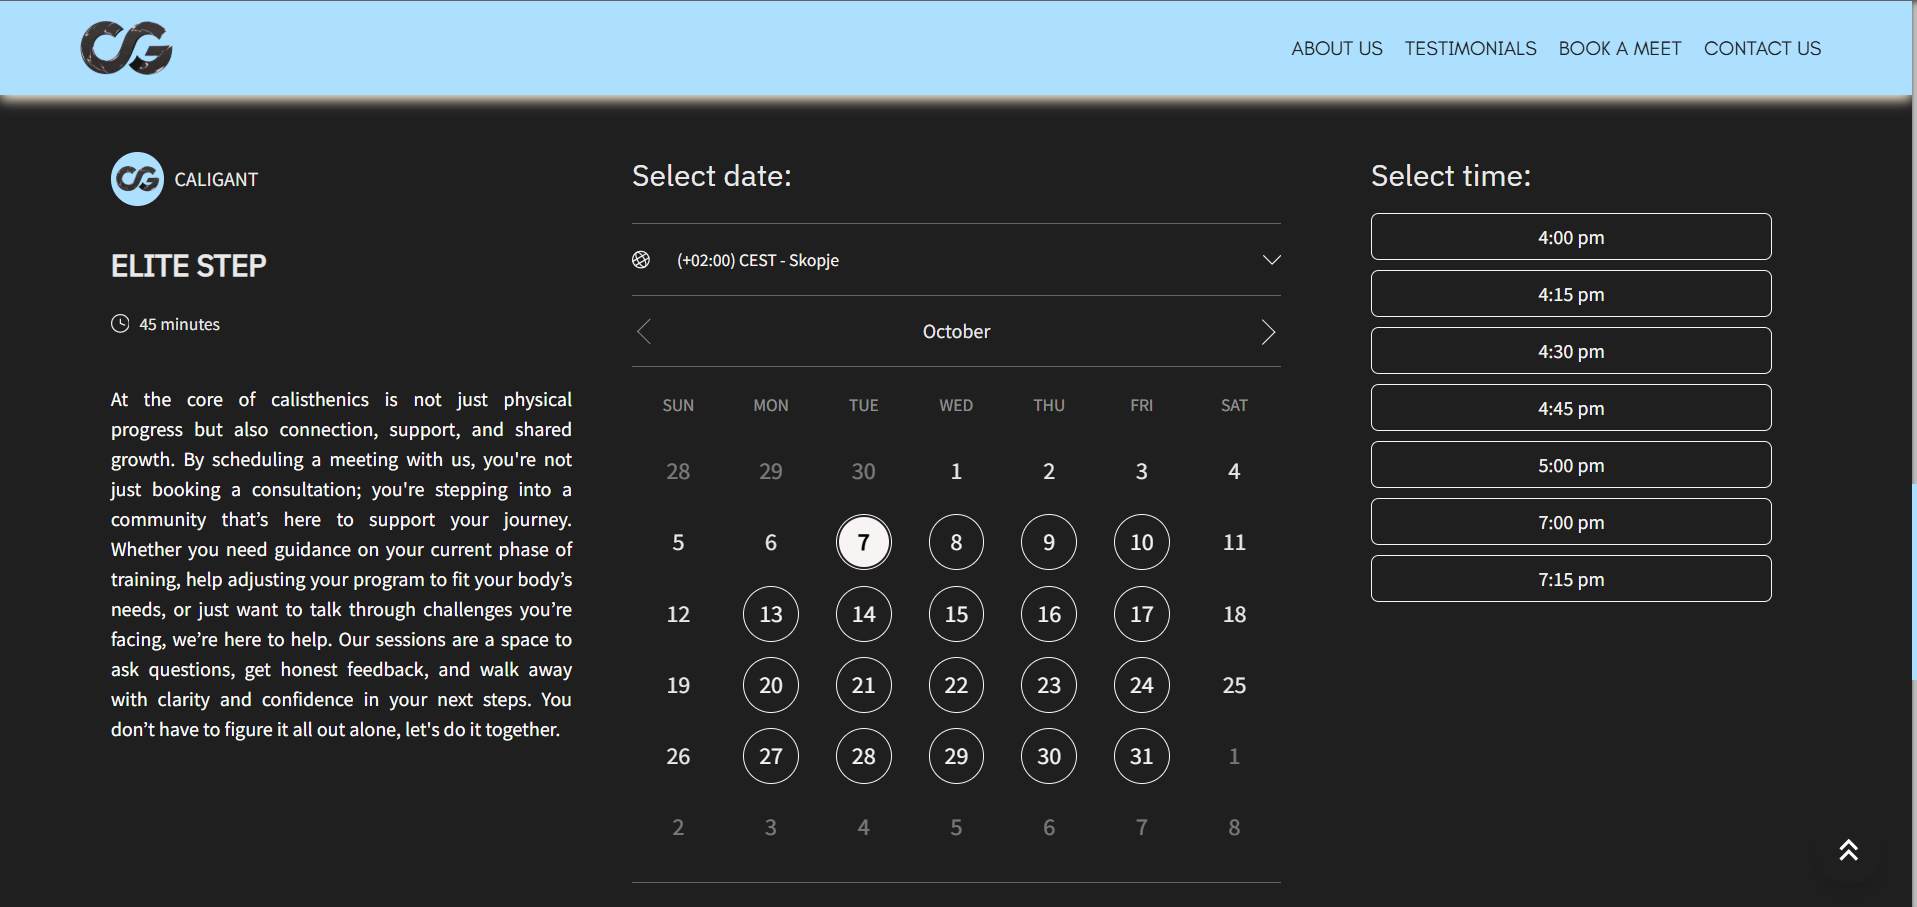 CG
ABOUT US TESTIMONIALS BOOK A MEET CONTACT US
CG CALIGANT
ELITE STEP
45 minutes
At the core of calisthenics is not just physical
progress but also connection, support, and shared
growth. By scheduling a meeting with us, you're not
just booking a consultation; you're stepping into a
community that’s here to support your journey.
Whether you need guidance on your current phase of
training, help adjusting your program to fit your body’s
needs, or just want to talk through challenges you’re
facing, we’re here to help. Our sessions are a space to
ask questions, get honest feedback, and walk away
with clarity and confidence in your next steps. You
don’t have to figure it all out alone, let's do it together.
Select date:
(+02:00) CEST - Skopje
October
SUN MON TUE WED THU FRI SAT
28 29 30 1 2 3 4
5 6 7 8 9 10 11
12 13 14 15 16 17 18
19 20 21 22 23 24 25
26 27 28 29 30 31 1
2 3 4 5 6 7 8
Select time:
4:00 pm
4:15 pm
4:30 pm
4:45 pm
5:00 pm
7:00 pm
7:15 pm